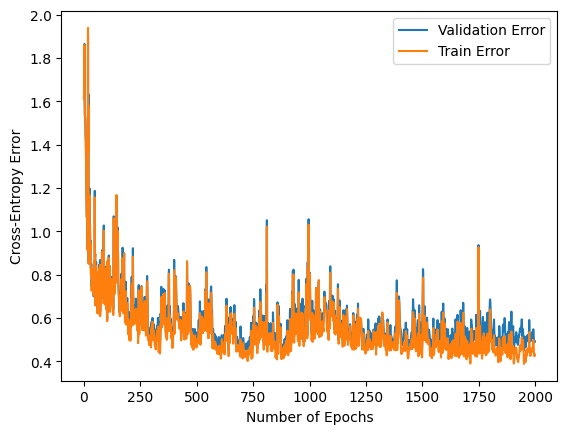 2.0
1.8
1.6
1.4
1.2
1.0
0.8
0.6
0.4
Cross-Entropy Error
Validation Error
Train Error
0 250 500 750 1000 1250 1500 1750 2000
Number of Epochs